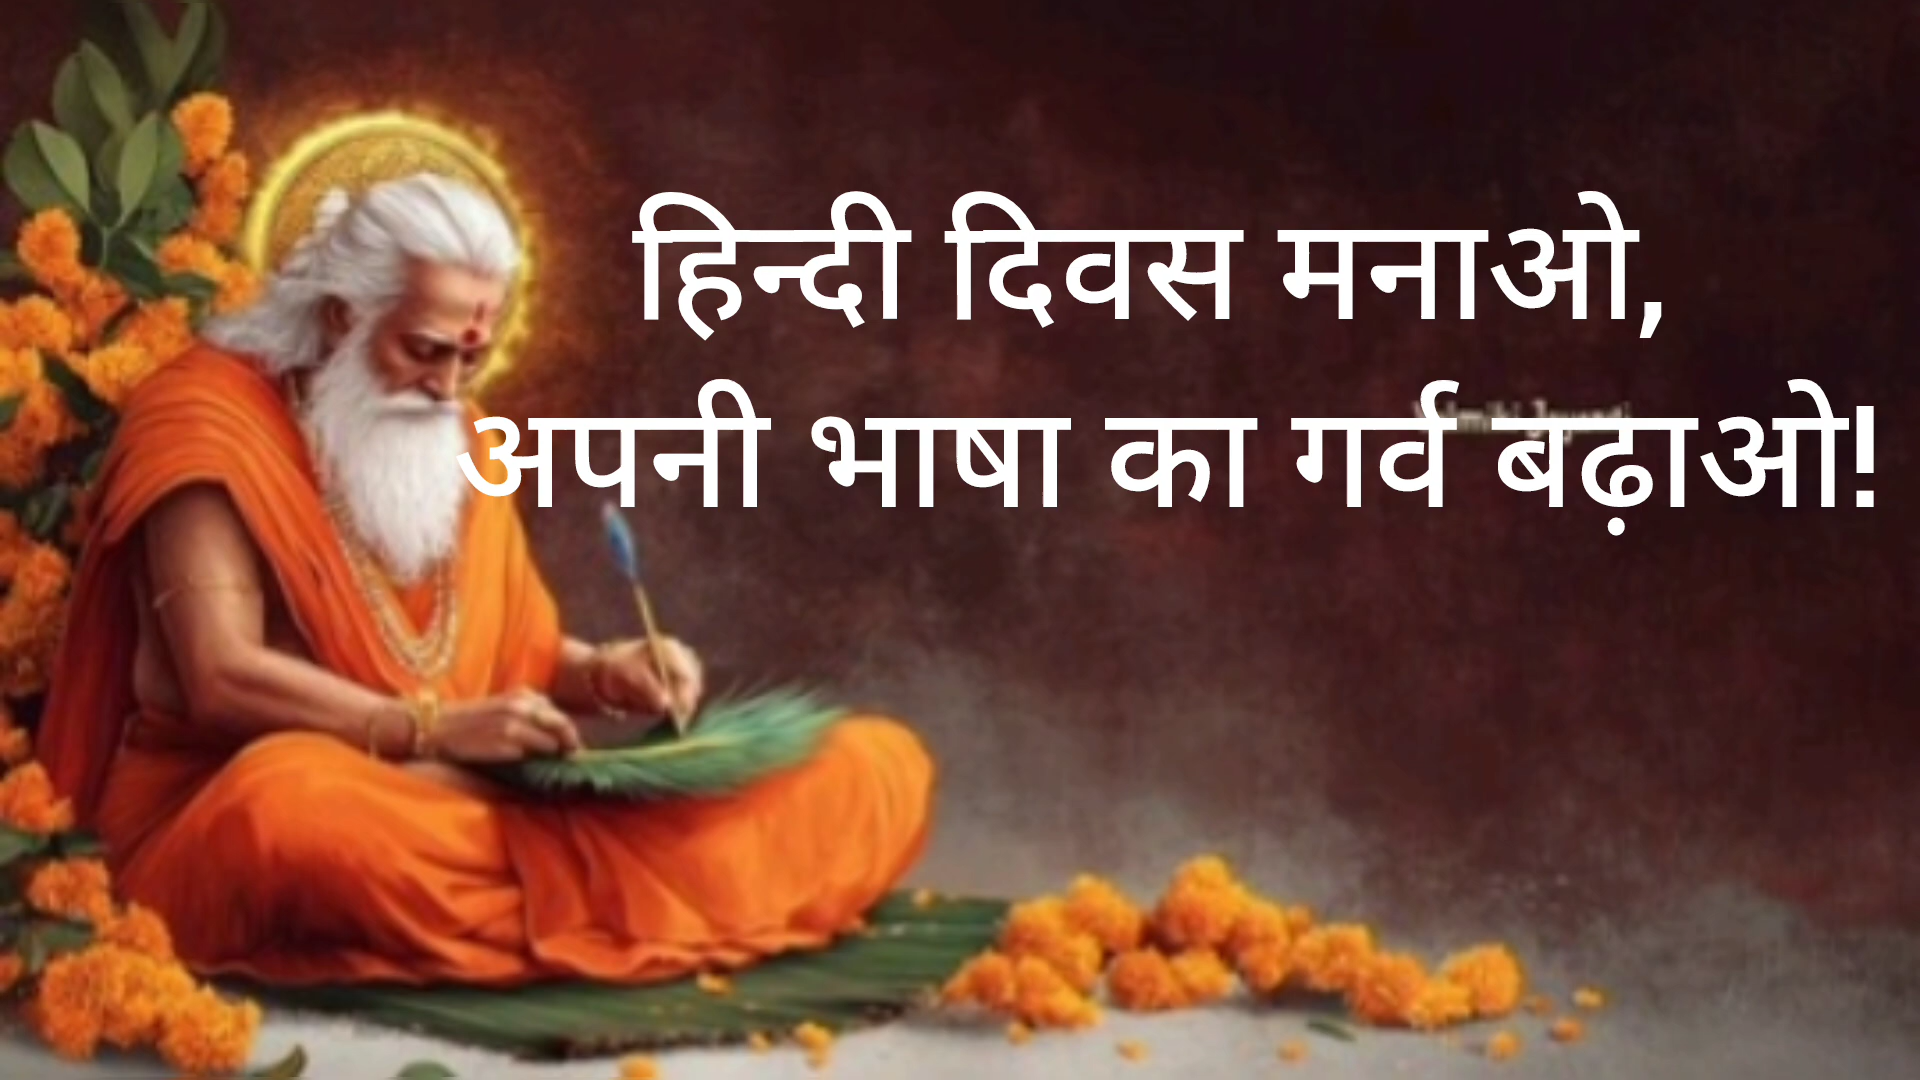 हिन्दी दिवस मनाओ,
अपनी भाषा का गर्व बढ़ाओ!